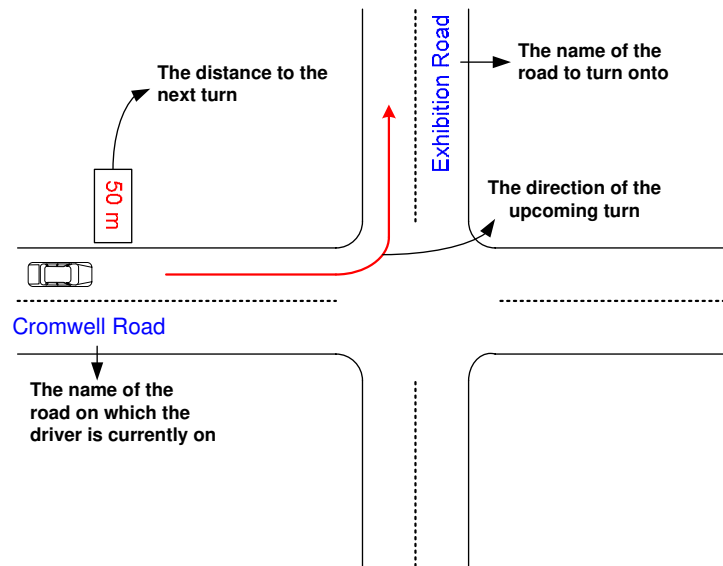 The distance to the
next turn
50 m
Exhibition Road
The name of the
road to turn onto
The direction of the
upcoming turn
Cromwell Road
The name of the
road on which the
driver is currently on